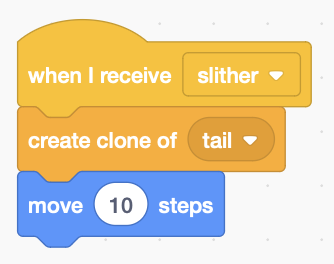 when I receive slither
create clone of tail
move 10 steps